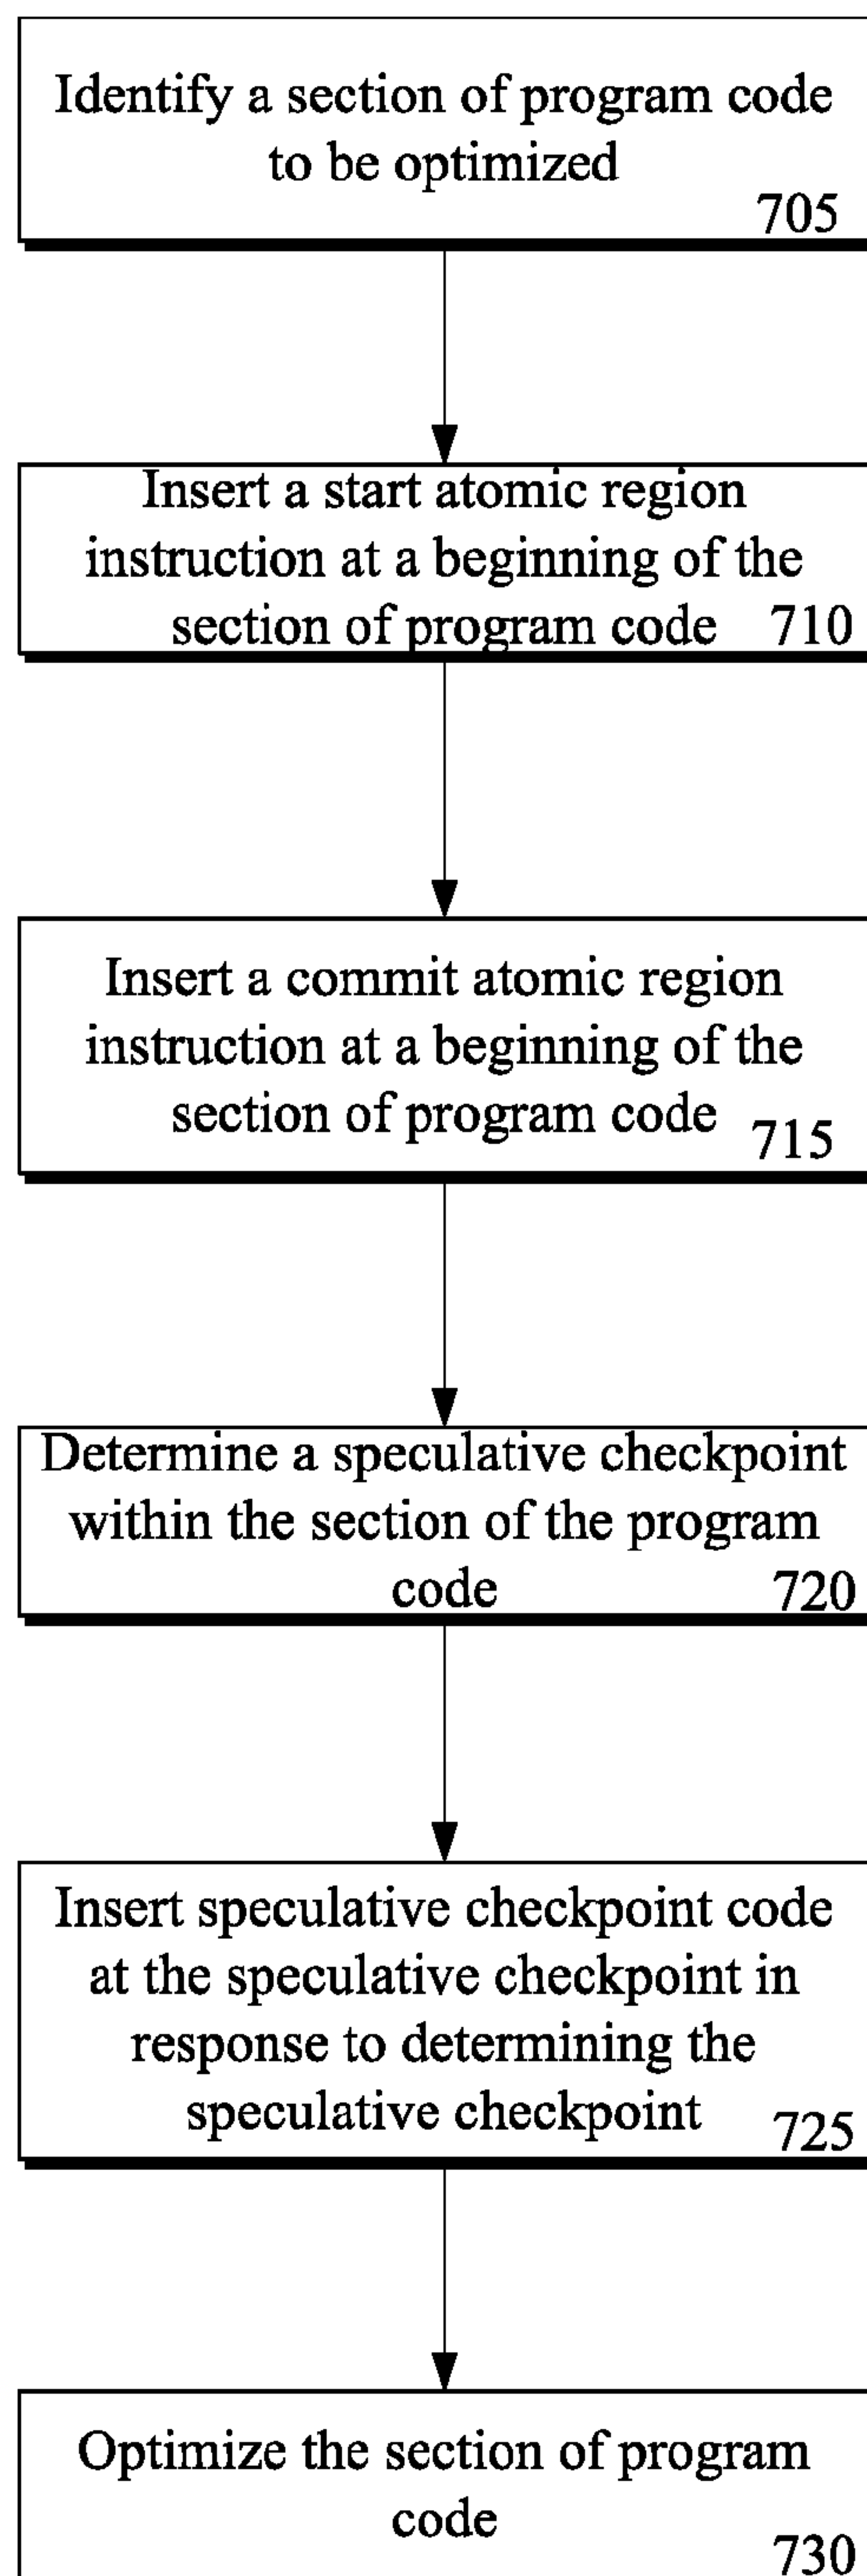 Identify a section of program code
to be optimized
705
Insert a start atomic region
instruction at a beginning of the
section of program code 710
Insert a commit atomic region
instruction at a beginning of the
section of program code 715
Determine a speculative checkpoint
within the section of the program
code 720
Insert speculative checkpoint code
at the speculative checkpoint in
response to determining the
speculative checkpoint 725
Optimize the section of program
code
730